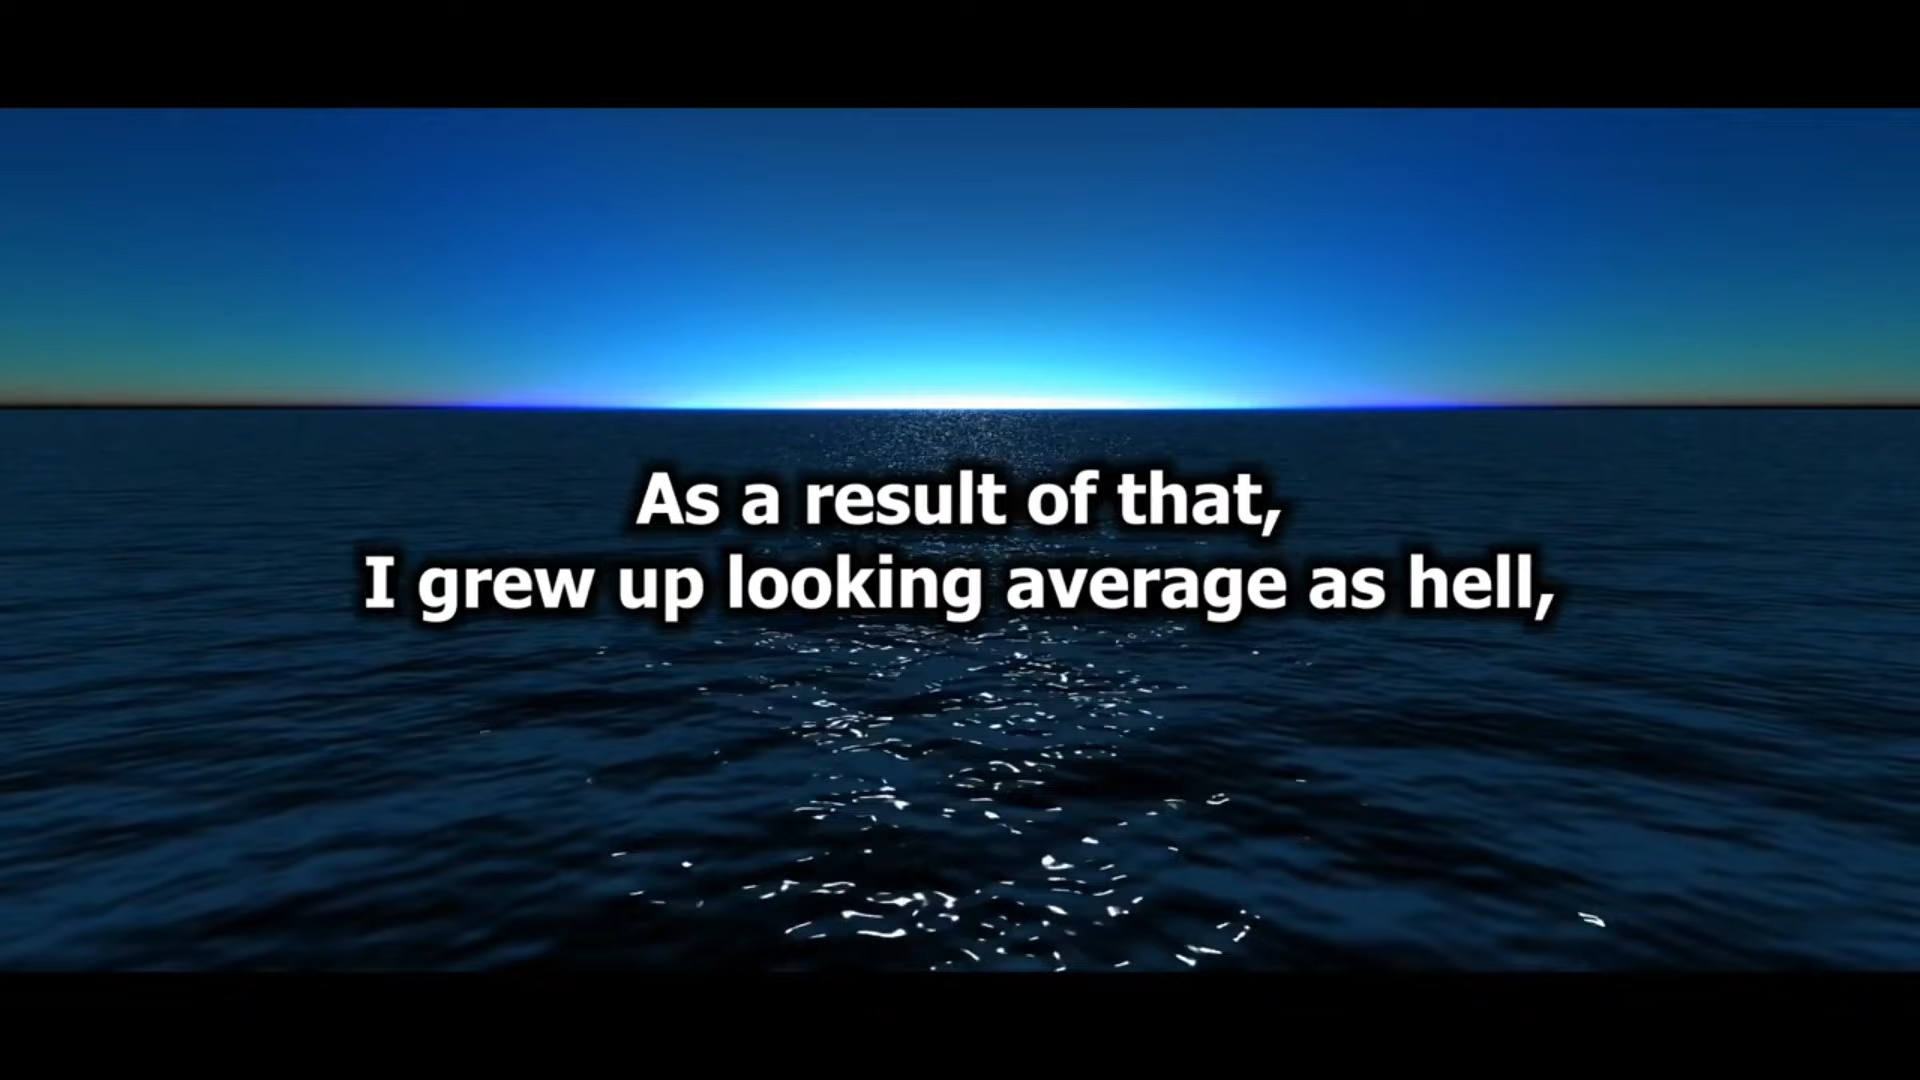 As a result of that,
I grew up looking average as hell,